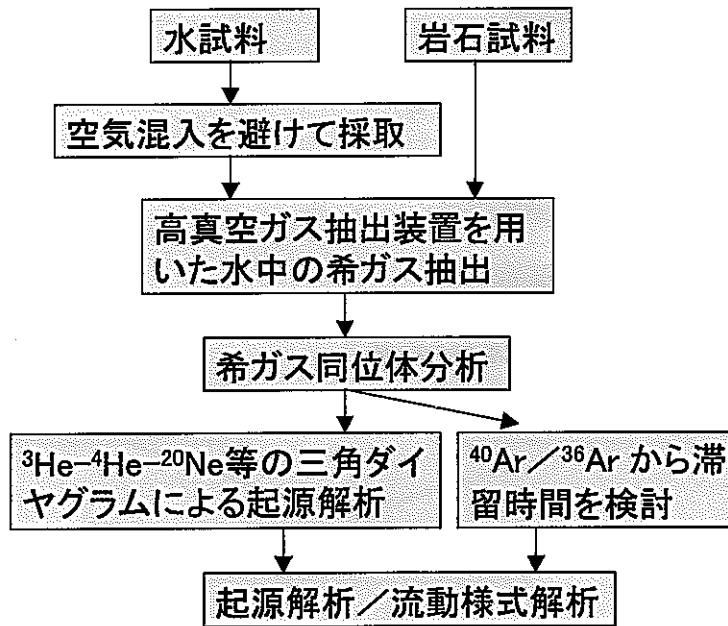 水試料
岩石試料
空気混入を避けて採取
高真空ガス抽出装置を用
いた水中の希ガス抽出
希ガス同位体分析
³He−⁴He−²⁰Ne等の三角ダイ
ヤグラムによる起源解析
⁴⁰Ar／³⁶Ar から滞
留時間を検討
起源解析／流動様式解析